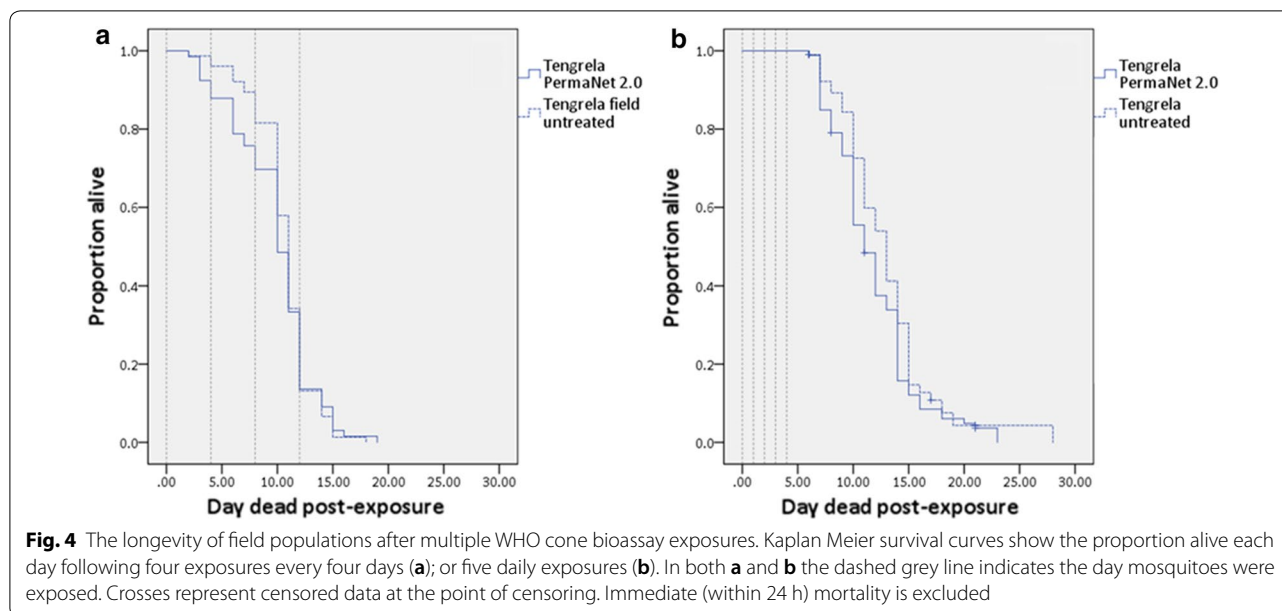 a
1.0
0.8
0.6
0.4
0.2
0.0
Proportion alive
.00 5.00 10.00 15.00 20.00 25.00 30.00
Day dead post-exposure
Tengrela
PermaNet 2.0
Tengrela field
untreated
b
1.0
0.8
0.6
0.4
0.2
0.0
Proportion alive
.00 5.00 10.00 15.00 20.00 25.00 30.00
Day dead post-exposure
Tengrela
PermaNet 2.0
Tengrela
untreated
Fig. 4 The longevity of field populations after multiple WHO cone bioassay exposures. Kaplan Meier survival curves show the proportion alive each
day following four exposures every four days (a); or five daily exposures (b). In both a and b the dashed grey line indicates the day mosquitoes were
exposed. Crosses represent censored data at the point of censoring. Immediate (within 24 h) mortality is excluded